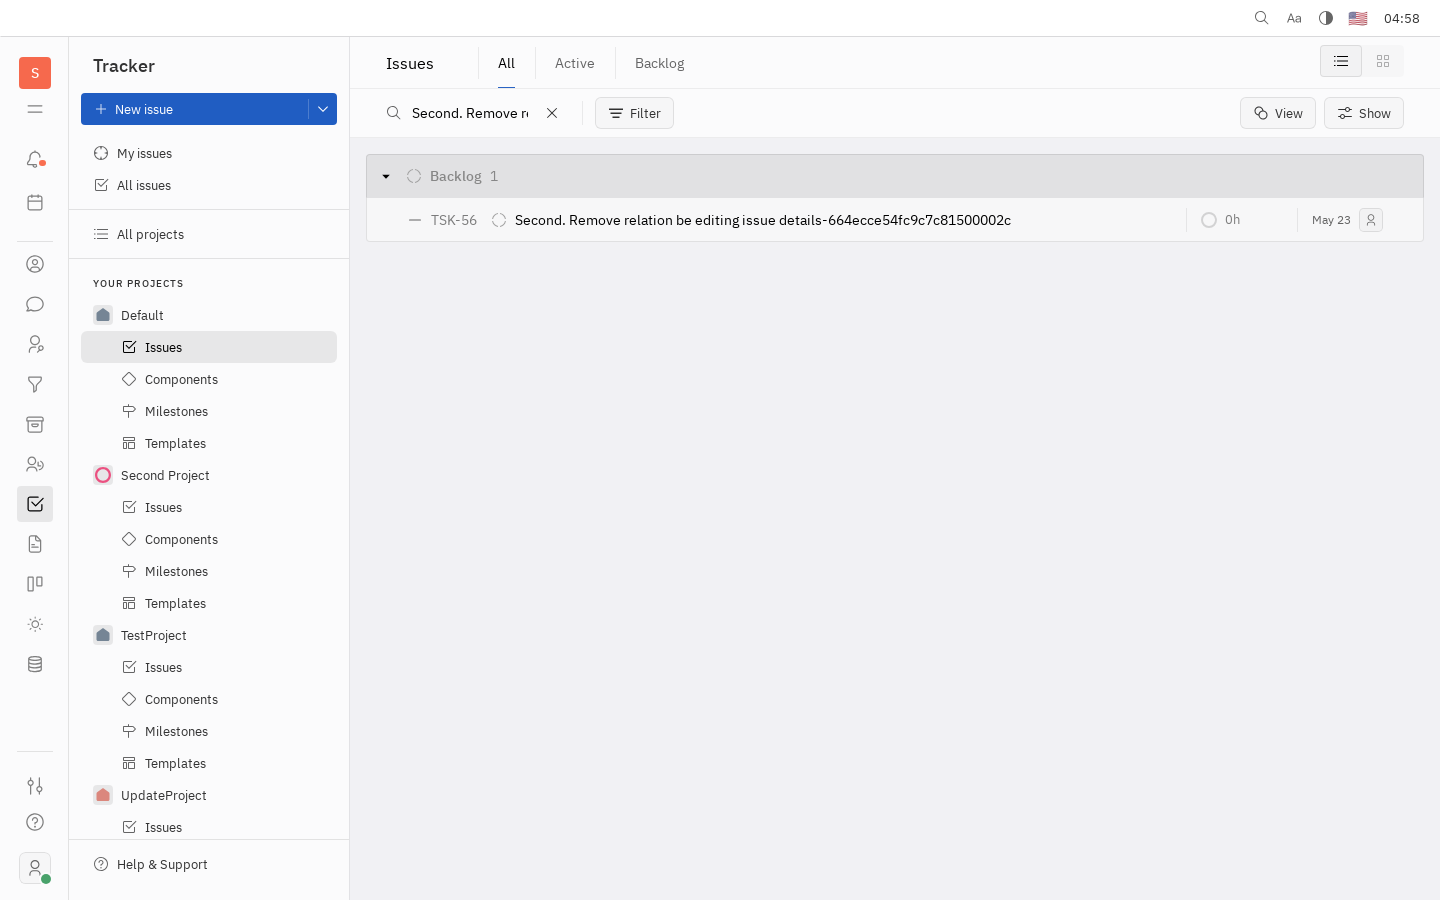 Aa 04:58
S
Tracker
New issue
My issues
All issues
All projects
YOUR PROJECTS
Default
Issues
Components
Milestones
Templates
Second Project
Issues
Components
Milestones
Templates
TestProject
Issues
Components
Milestones
Templates
UpdateProject
Issues
Help & Support
Issues All Active Backlog
Second. Remove re Filter View Show
Backlog 1
TSK-56 Second. Remove relation be editing issue details-664ecce54fc9c7c81500002c 0h May 23